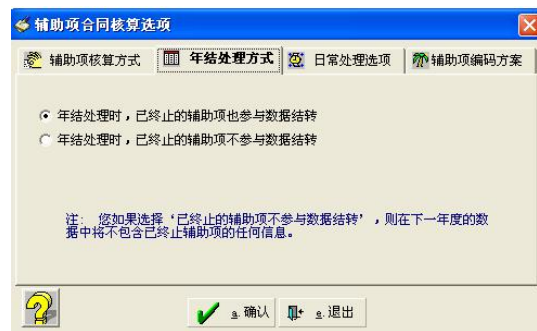 辅助项合同核算选项
辅助项核算方式 年结处理方式 日常处理选项 辅助项编码方案
年结处理时，已终止的辅助项也参与数据结转
年结处理时，已终止的辅助项不参与数据结转
注： 您如果选择‘已终止的辅助项不参与数据结转’，则在下一年度的数
据中将不包含已终止辅助项的任何信息。
a.确认 e.退出